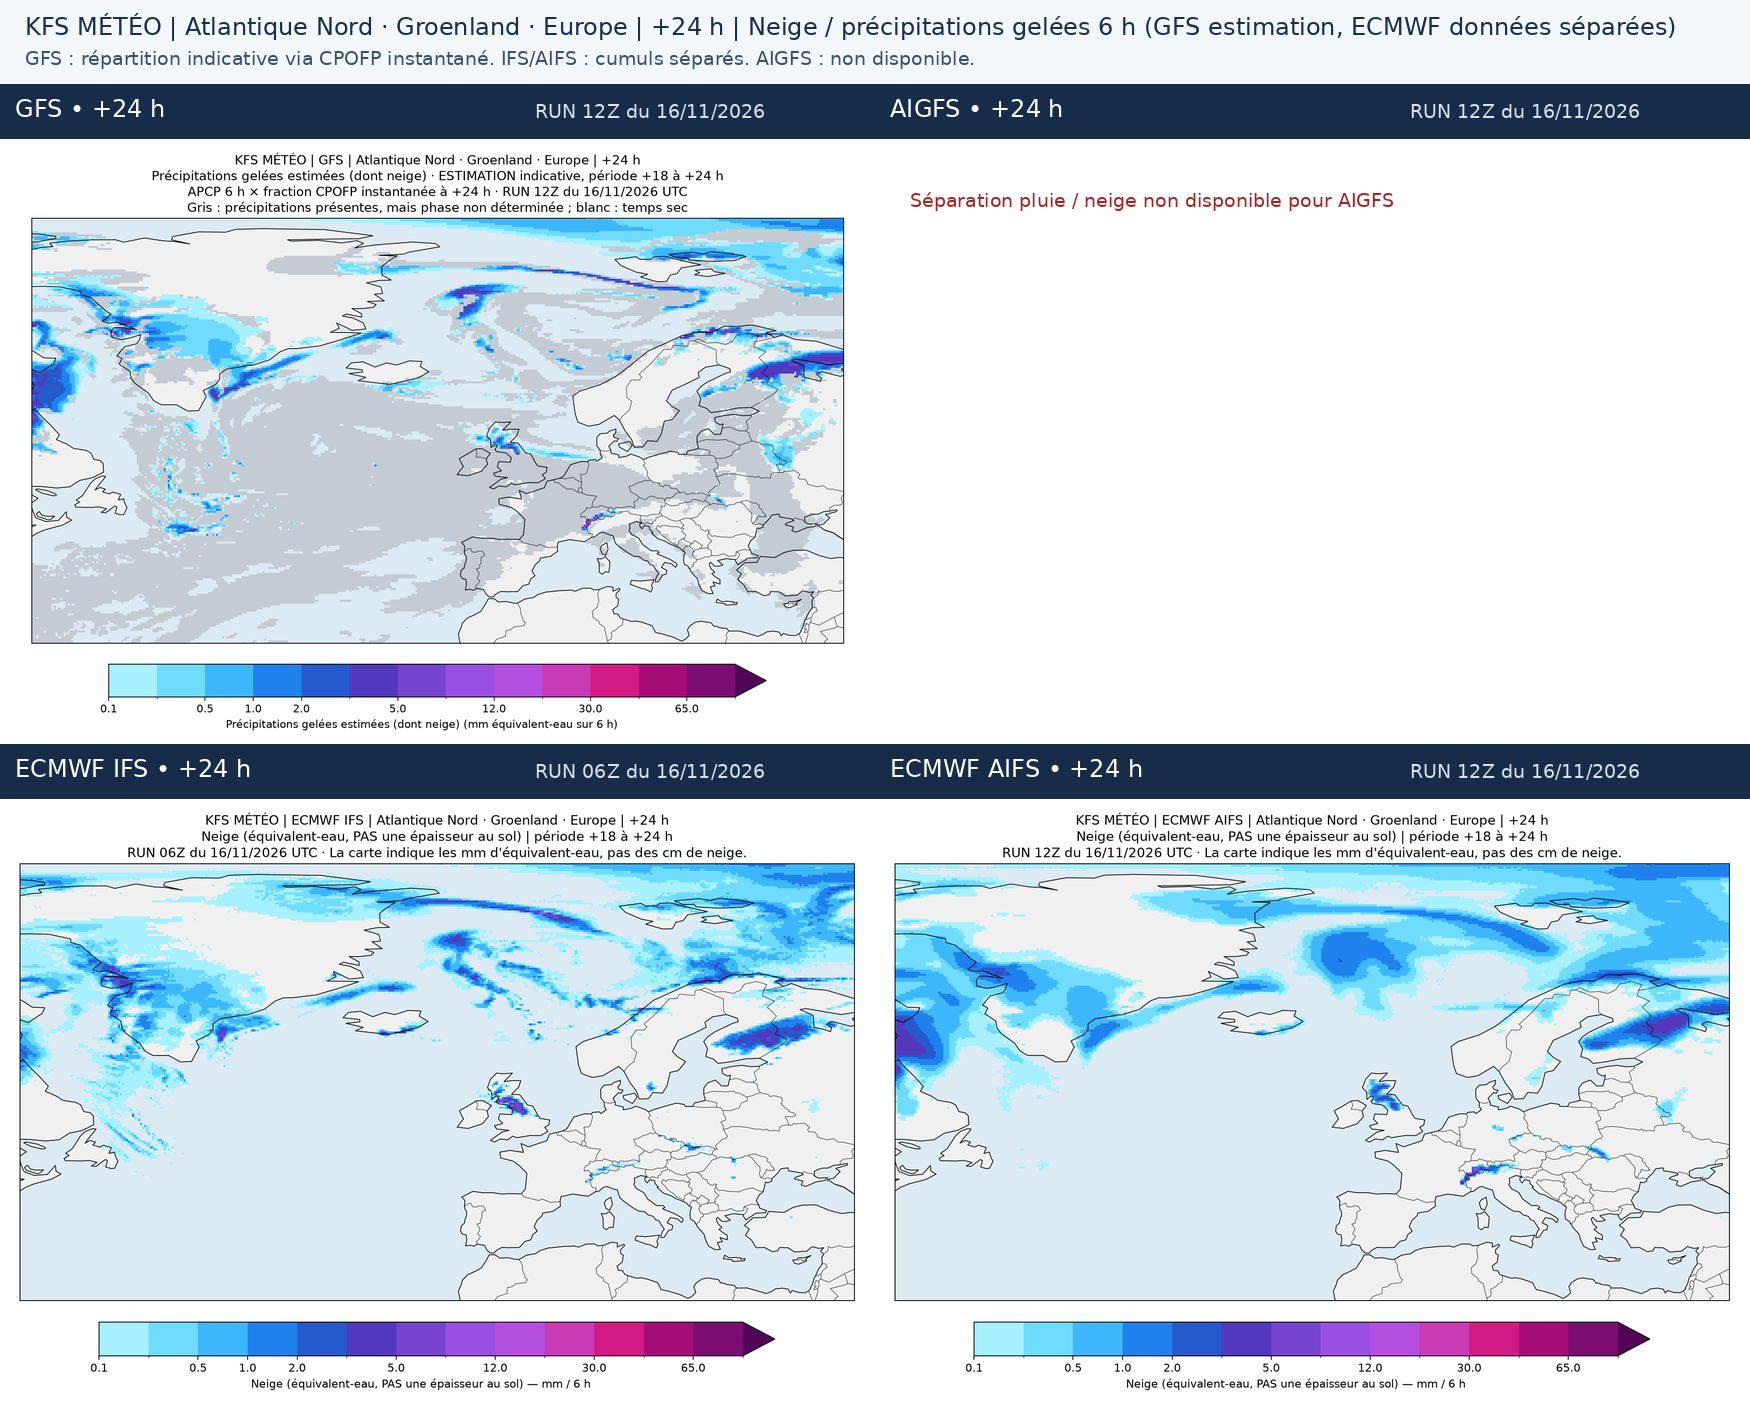 KFS MÉTÉO | Atlantique Nord · Groenland · Europe | +24 h | Neige / précipitations gelées 6 h (GFS estimation, ECMWF données séparées)
GFS : répartition indicative via CPOFP instantané. IFS/AIFS : cumuls séparés. AIGFS : non disponible.
GFS • +24 h
RUN 12Z du 16/11/2026
AIGFS • +24 h
RUN 12Z du 16/11/2026
KFS MÉTÉO | GFS | Atlantique Nord · Groenland · Europe | +24 h
Précipitations gelées estimées (dont neige) · ESTIMATION indicative, période +18 à +24 h
APCP 6 h × fraction CPOFP instantanée à +24 h · RUN 12Z du 16/11/2026 UTC
Gris : précipitations présentes, mais phase non déterminée ; blanc : temps sec
Séparation pluie / neige non disponible pour AIGFS
0.1 0.5 1.0 2.0 5.0 12.0 30.0 65.0
Précipitations gelées estimées (dont neige) (mm équivalent-eau sur 6 h)
ECMWF IFS • +24 h
RUN 06Z du 16/11/2026
ECMWF AIFS • +24 h
RUN 12Z du 16/11/2026
KFS MÉTÉO | ECMWF IFS | Atlantique Nord · Groenland · Europe | +24 h
Neige (équivalent-eau, PAS une épaisseur au sol) | période +18 à +24 h
RUN 06Z du 16/11/2026 UTC · La carte indique les mm d'équivalent-eau, pas des cm de neige.
KFS MÉTÉO | ECMWF AIFS | Atlantique Nord · Groenland · Europe | +24 h
Neige (équivalent-eau, PAS une épaisseur au sol) | période +18 à +24 h
RUN 12Z du 16/11/2026 UTC · La carte indique les mm d'équivalent-eau, pas des cm de neige.
0.1 0.5 1.0 2.0 5.0 12.0 30.0 65.0
Neige (équivalent-eau, PAS une épaisseur au sol) — mm / 6 h
0.1 0.5 1.0 2.0 5.0 12.0 30.0 65.0
Neige (équivalent-eau, PAS une épaisseur au sol) — mm / 6 h